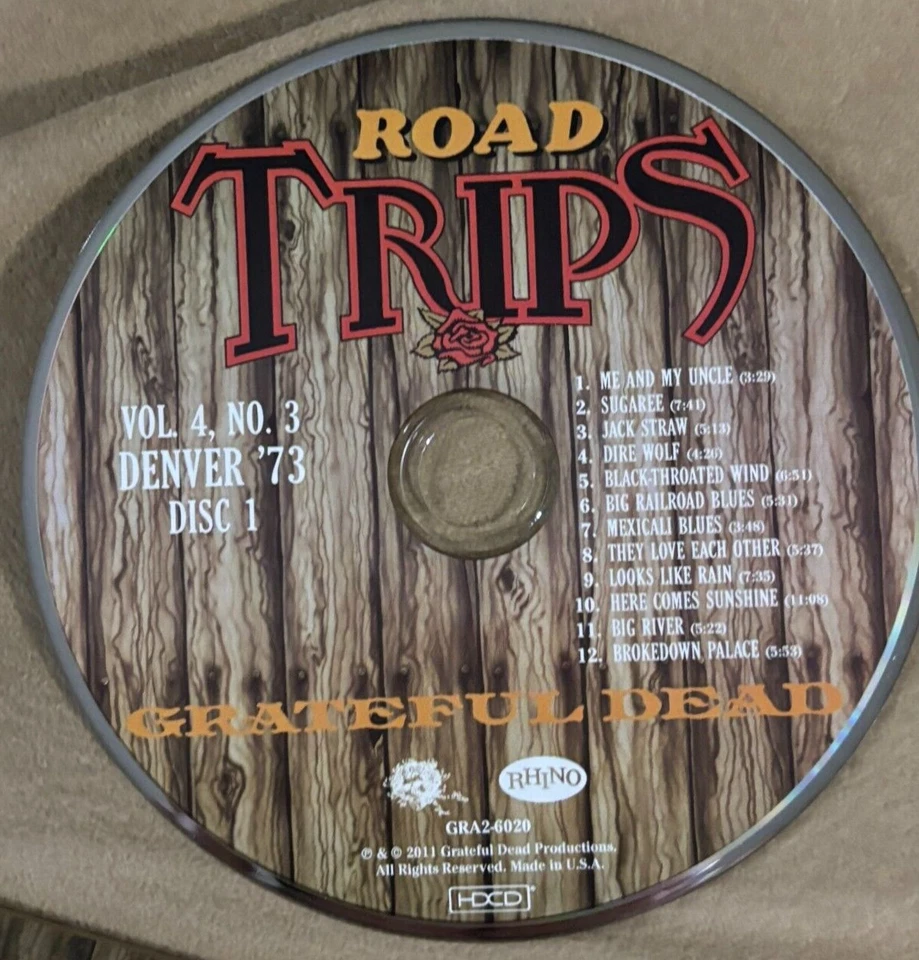 ROAD
TRIPS
VOL. 4, NO. 3
DENVER '73
DISC 1
1. ME AND MY UNCLE (3:29)
2. SUGAREE (7:41)
3. JACK STRAW (5:13)
4. DIRE WOLF (4:26)
5. BLACK-THROATED WIND (6:51)
6. BIG RAILROAD BLUES (5:31)
7. MEXICALI BLUES (3:48)
8. THEY LOVE EACH OTHER (5:37)
9. LOOKS LIKE RAIN (7:35)
10. HERE COMES SUNSHINE (11:08)
11. BIG RIVER (5:22)
12. BROKEDOWN PALACE (5:53)
GRATEFUL DEAD
RHINO
GRA2-6020
℗ & © 2011 Grateful Dead Productions.
All Rights Reserved. Made in U.S.A.
HDCD®